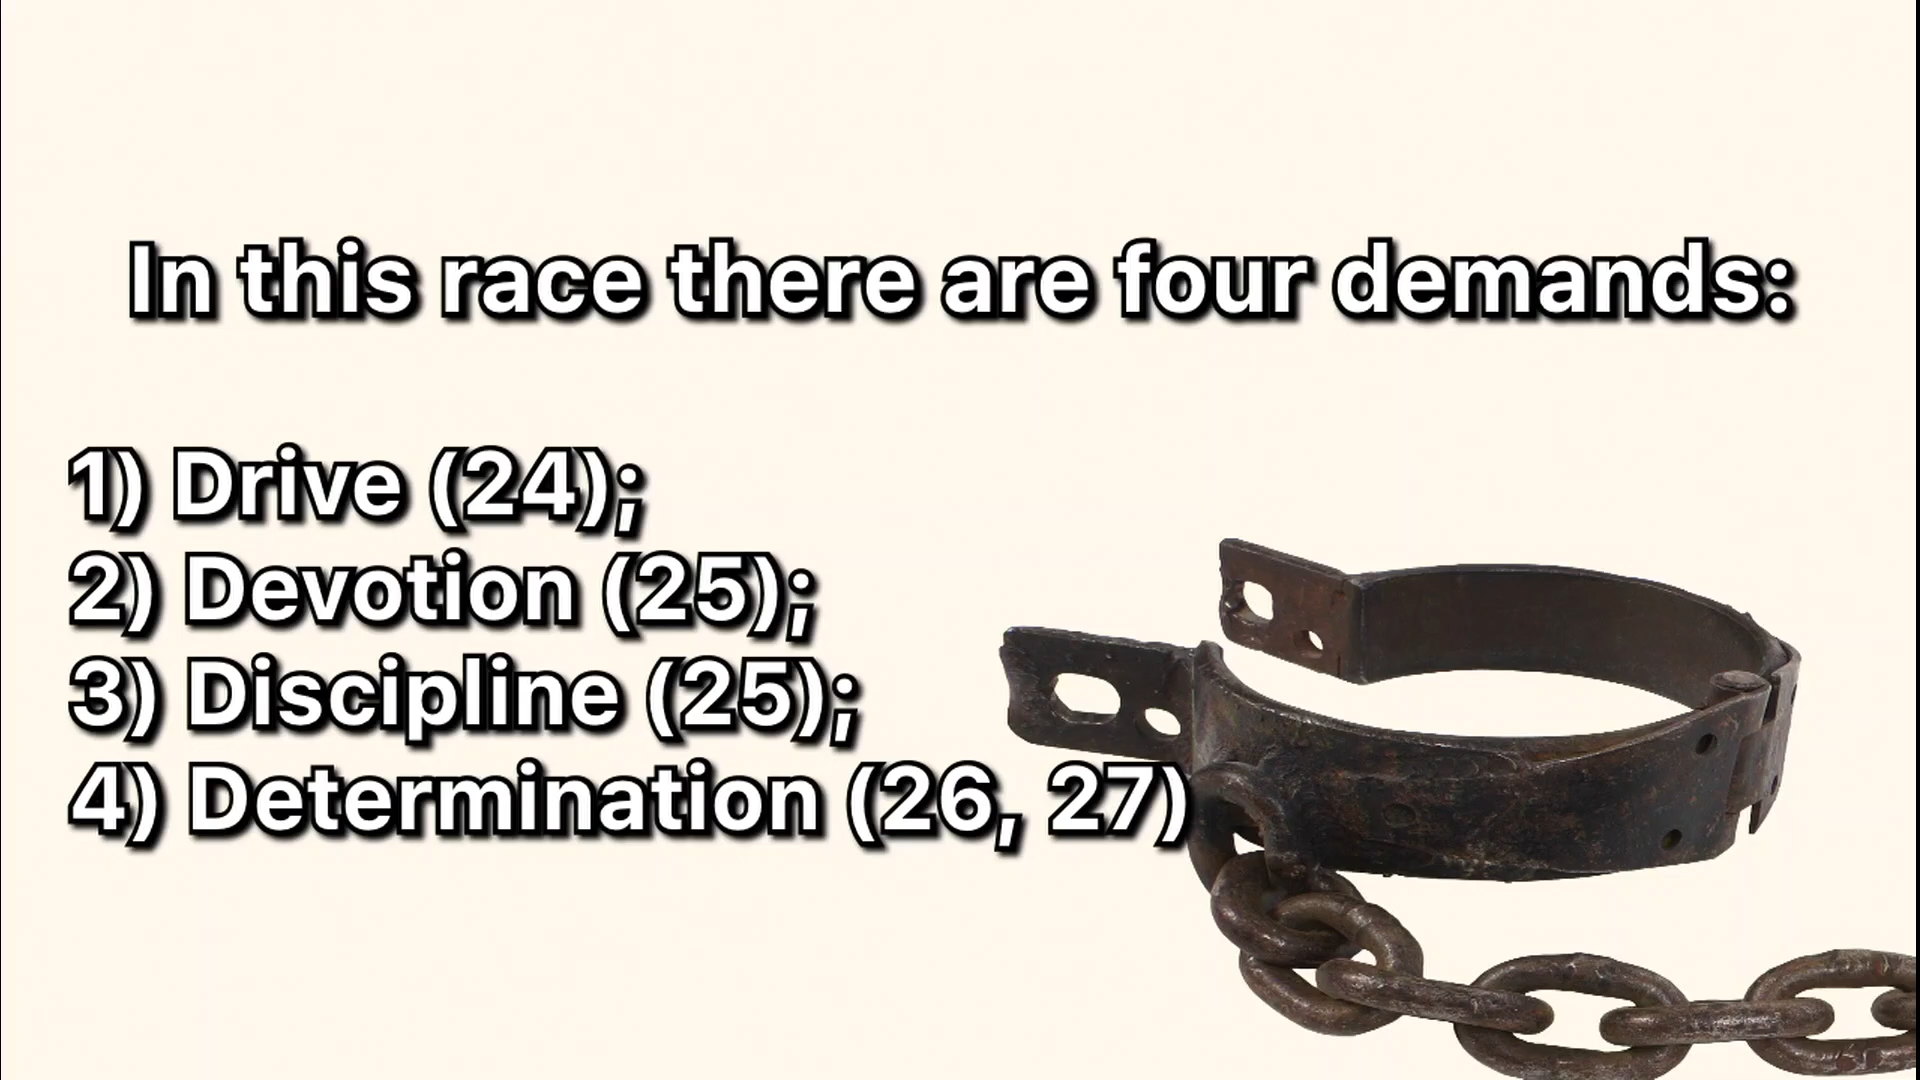 In this race there are four demands:
1) Drive (24);
2) Devotion (25);
3) Discipline (25);
4) Determination (26, 27)